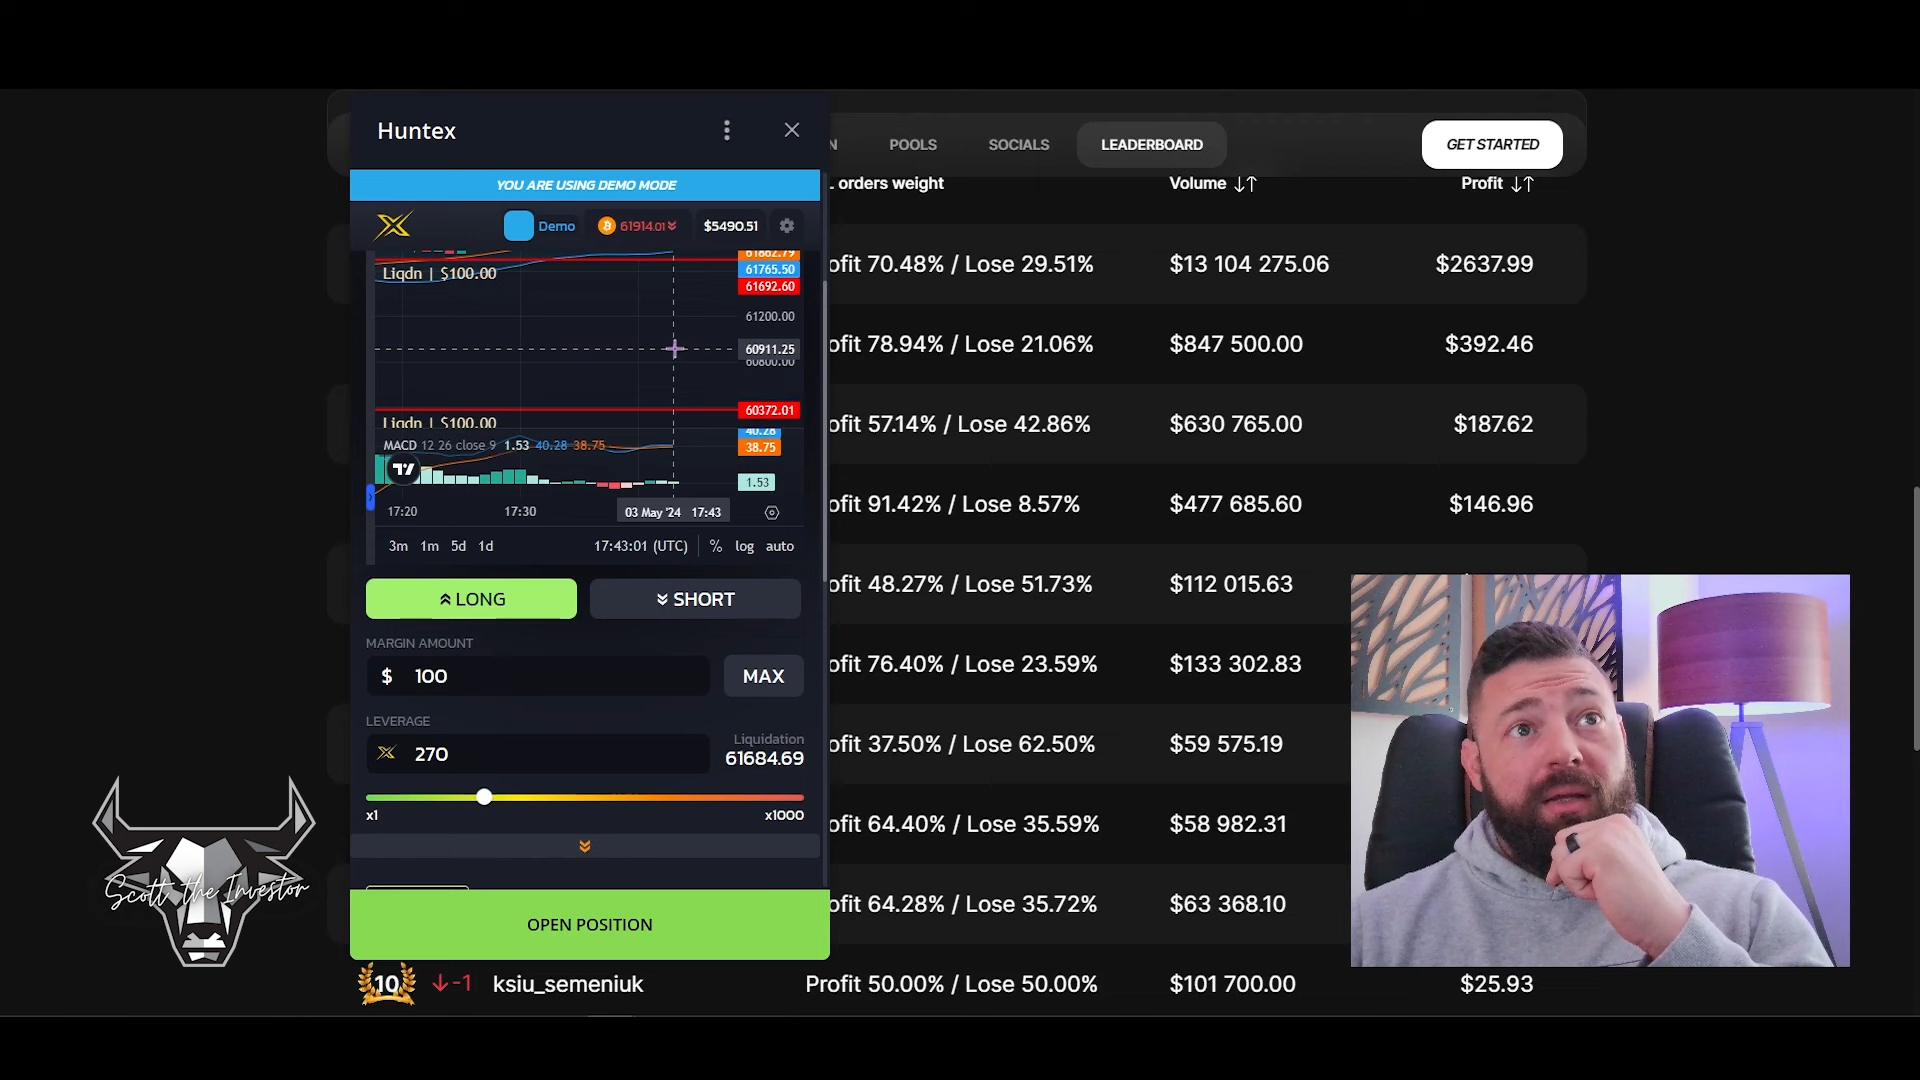 Huntex
YOU ARE USING DEMO MODE
Demo
61914.01
$5490.51
POOLS
SOCIALS
LEADERBOARD
GET STARTED
orders weight
Volume
Profit
61862.79
61765.50
61692.60
Liqdn | $100.00
61200.00
60911.25
60800.00
60372.01
Liqdn | $100.00
MACD 12 26 close 9 1.53 40.28 38.75
40.28
38.75
1.53
17:20
17:30
03 May '24 17:43
3m 1m 5d 1d
17:43:01 (UTC)
% log auto
LONG
SHORT
MARGIN AMOUNT
$ 100
MAX
LEVERAGE
270
Liquidation
61684.69
x1
x1000
OPEN POSITION
ofit 70.48% / Lose 29.51% $13 104 275.06 $2637.99
ofit 78.94% / Lose 21.06% $847 500.00 $392.46
ofit 57.14% / Lose 42.86% $630 765.00 $187.62
ofit 91.42% / Lose 8.57% $477 685.60 $146.96
ofit 48.27% / Lose 51.73% $112 015.63
ofit 76.40% / Lose 23.59% $133 302.83
ofit 37.50% / Lose 62.50% $59 575.19
ofit 64.40% / Lose 35.59% $58 982.31
ofit 64.28% / Lose 35.72% $63 368.10
10 -1 ksiu_semeniuk Profit 50.00% / Lose 50.00% $101 700.00 $25.93
Scott the Investor